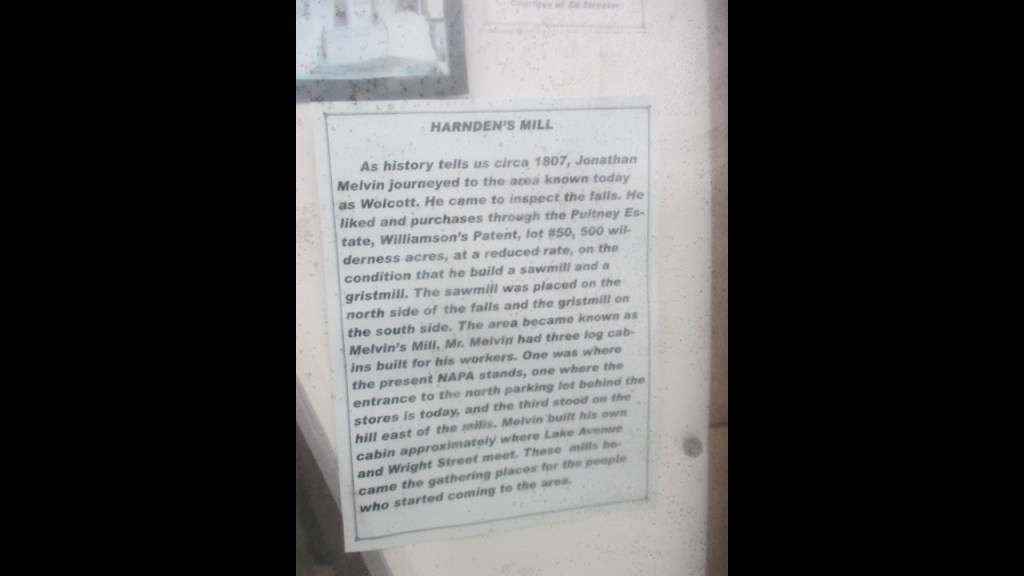 Courtesy of Ed Strester
HARNDEN'S MILL
As history tells us circa 1807, Jonathan
Melvin journeyed to the area known today
as Wolcott. He came to inspect the falls. He
liked and purchases through the Pultney Es-
tate, Williamson's Patent, lot #50, 500 wil-
derness acres, at a reduced rate, on the
condition that he build a sawmill and a
gristmill. The sawmill was placed on the
north side of the falls and the gristmill on
the south side. The area became known as
Melvin's Mill. Mr. Melvin had three log cab-
ins built for his workers. One was where
the present NAPA stands, one where the
entrance to the north parking lot behind the
stores is today, and the third stood on the
hill east of the mills. Melvin built his own
cabin approximately where Lake Avenue
and Wright Street meet. These mills be-
came the gathering places for the people
who started coming to the area.